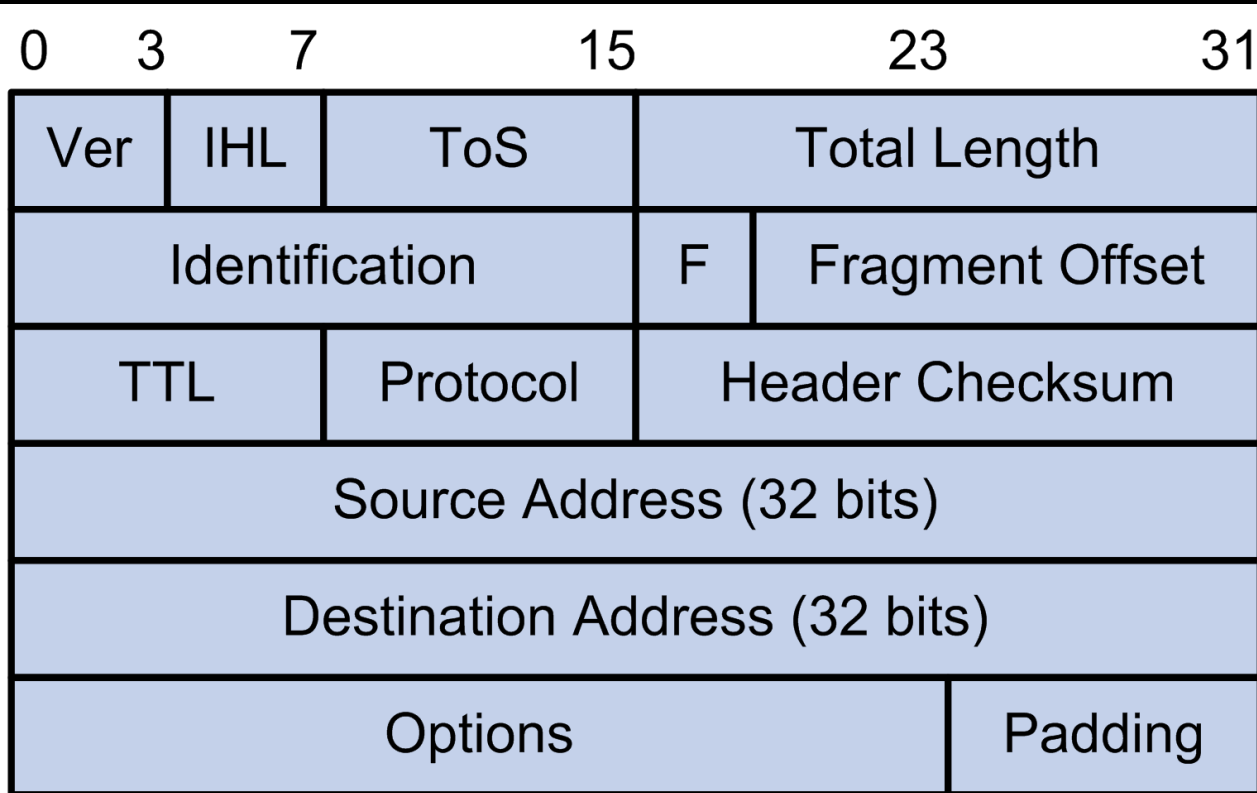 0 3 7 15 23 31
Ver IHL ToS Total Length
Identification F Fragment Offset
TTL Protocol Header Checksum
Source Address (32 bits)
Destination Address (32 bits)
Options Padding